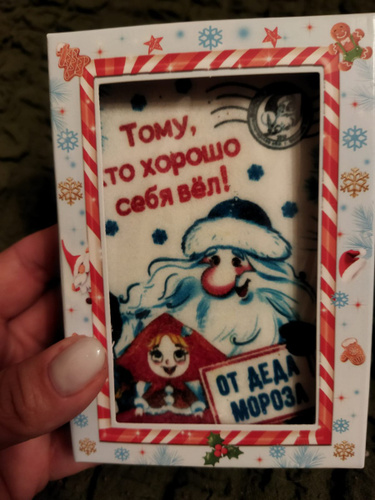 Тому,
то хорошо
себя вёл!
ОТ ДЕДА
МОРОЗА